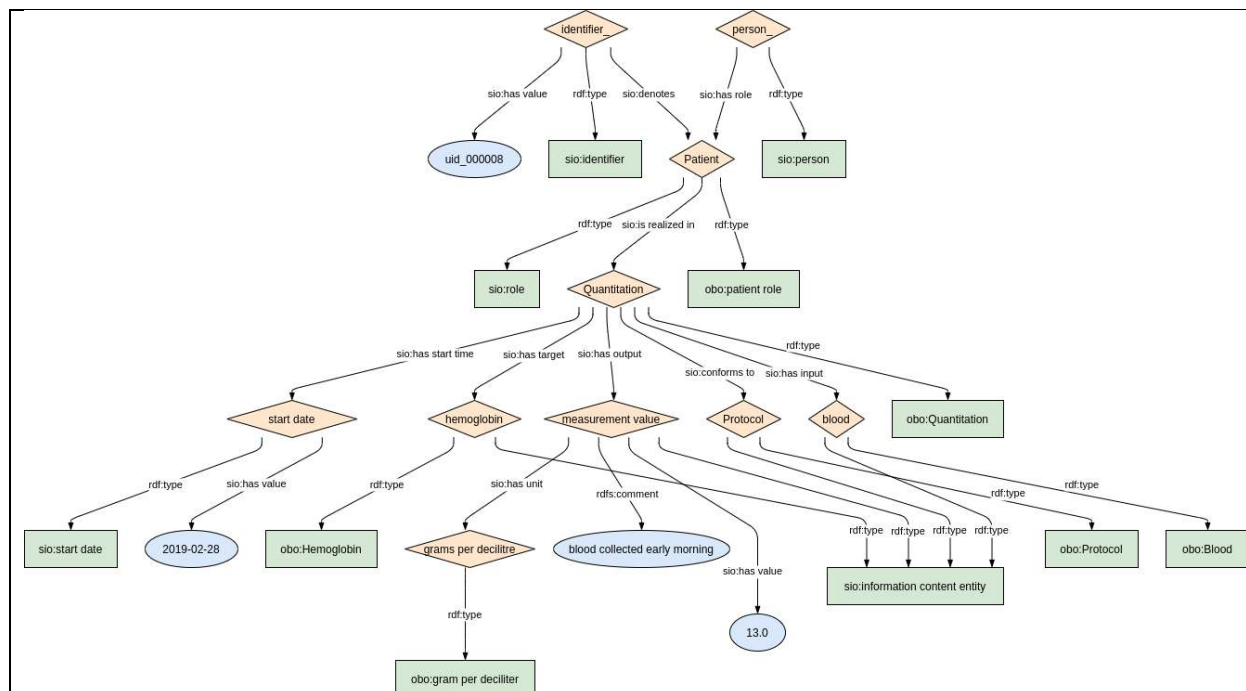 identifier_
person_
sio:has value
rdf:type
sio:denotes
sio:has role
rdf:type
uid_000008
sio:identifier
Patient
sio:person
rdf:type
sio:is realized in
rdf:type
sio:role
Quantitation
obo:patient role
sio:has start time
sio:has target
sio:has output
sio:conforms to
sio:has input
rdf:type
start date
hemoglobin
measurement value
Protocol
blood
obo:Quantitation
rdf:type
sio:has value
rdf:type
sio:has unit
rdfs:comment
rdf:type
rdf:type
rdf:type
rdf:type
rdf:type
rdf:type
sio:start date
2019-02-28
obo:Hemoglobin
grams per decilitre
blood collected early morning
sio:has value
sio:information content entity
obo:Protocol
obo:Blood
rdf:type
13.0
obo:gram per deciliter